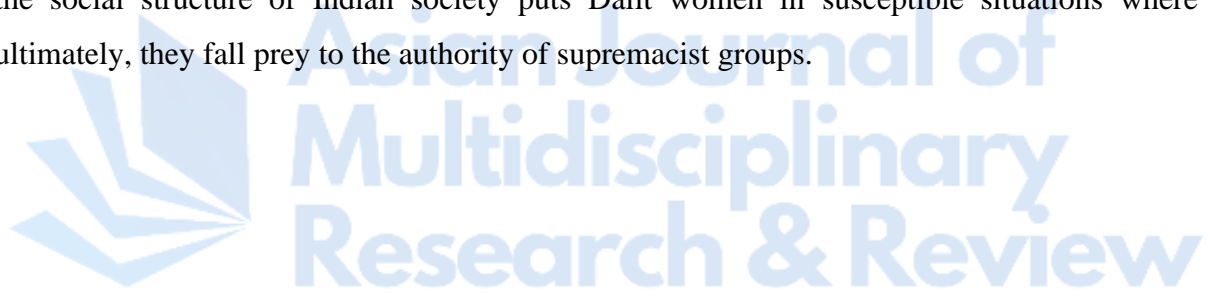 the social structure of Indian society puts Dalit women in susceptible situations where
ultimately, they fall prey to the authority of supremacist groups.
Asian Journal of
Multidisciplinary
Research & Review